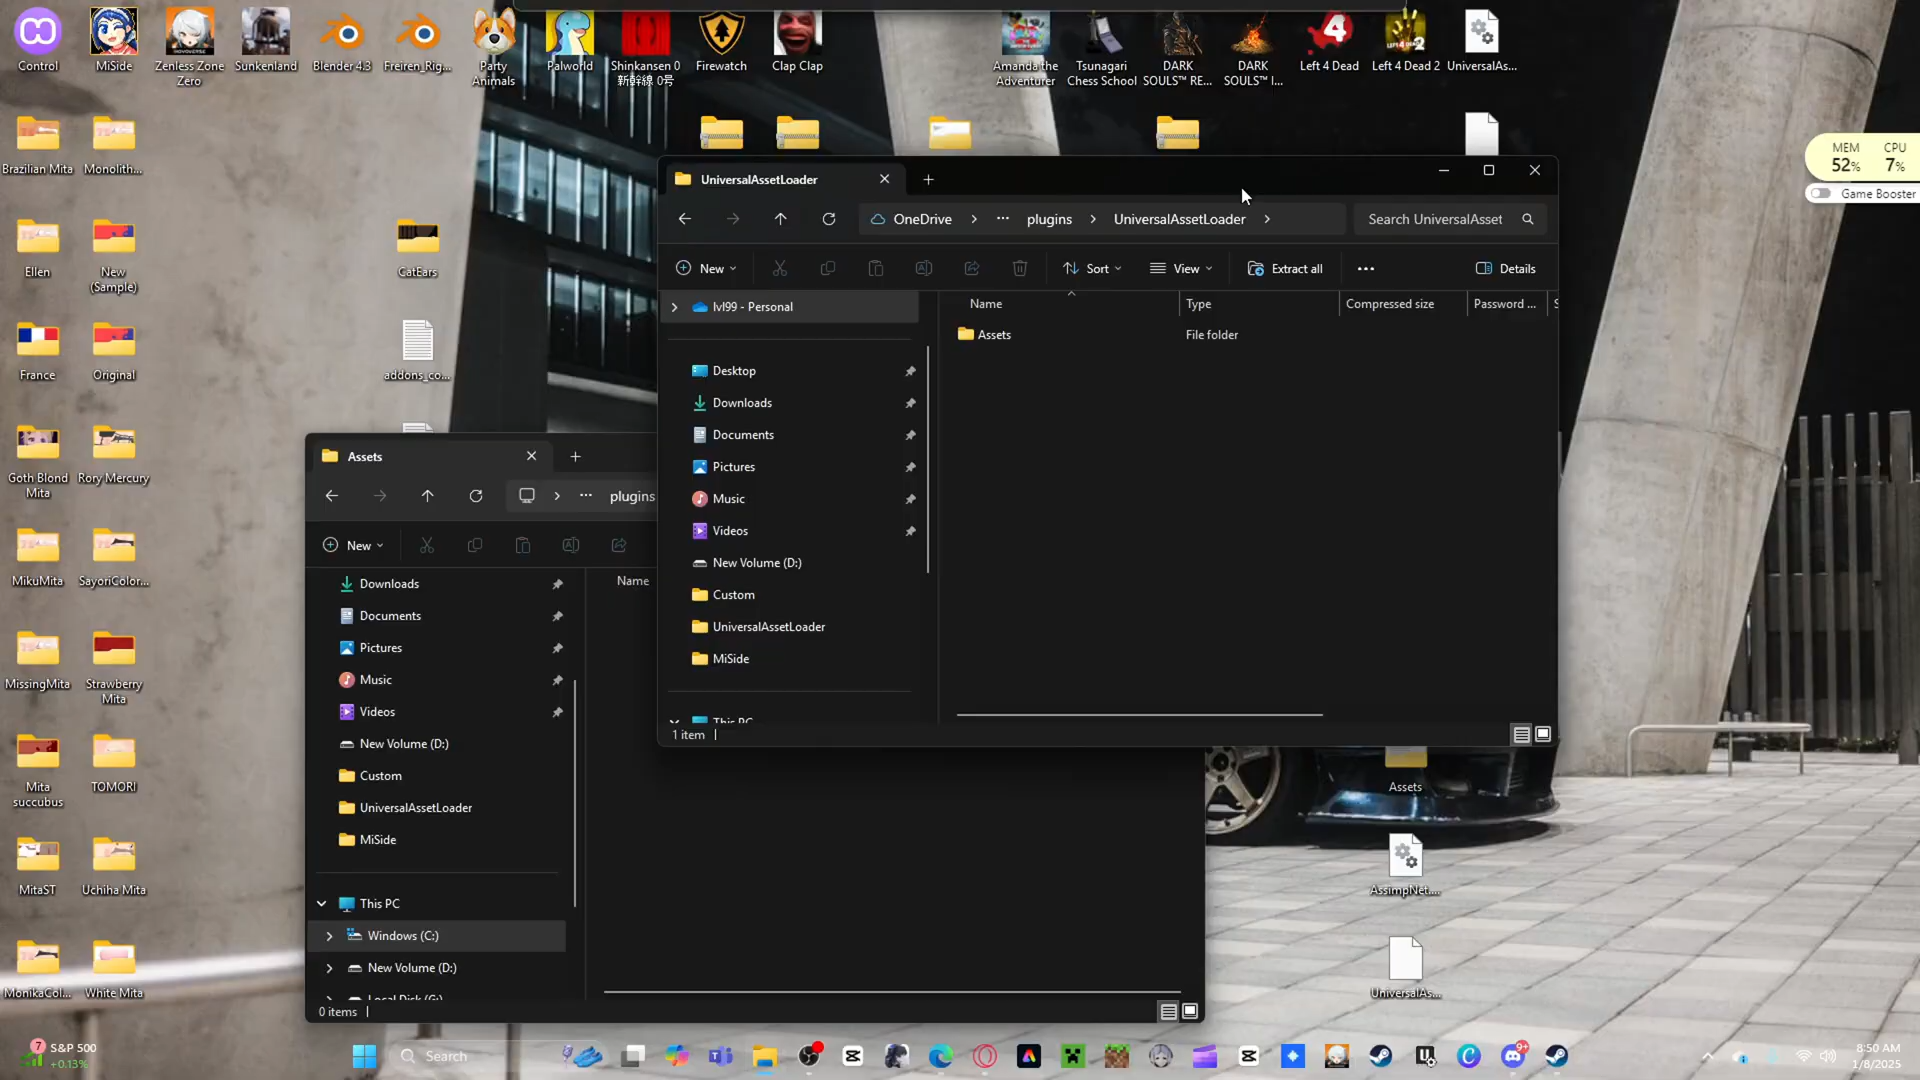 Control
MiSide
Zenless Zone
Zero
Sunkenland
Blender 4.3
Freiren_Rig...
Party
Animals
Palworld
Shinkansen 0
新幹線 0号
Firewatch
Clap Clap
Amanda the
Adventurer
Tsunagari
Chess School
DARK
SOULS™ RE...
DARK
SOULS™ I...
Left 4 Dead
Left 4 Dead 2
UniversalAs...
Brazilian Mita
Monolith...
MEM
52%
CPU
7%
Game Booster
UniversalAssetLoader
OneDrive
plugins
UniversalAssetLoader
Search UniversalAsset
New
Sort
View
Extract all
Details
lvl99 - Personal
Name
Type
Compressed size
Password ...
Assets
File folder
Desktop
Downloads
Documents
Pictures
Music
Videos
New Volume (D:)
Custom
UniversalAssetLoader
MiSide
This PC
1 item
Ellen
New
(Sample)
CatEars
France
Original
addons_co...
Goth Blond
Mita
Rory Mercury
MikuMita
SayoriColor...
MissingMita
Strawberry
Mita
Mita
succubus
TOMORI
MitaST
Uchiha Mita
MonikaCol...
White Mita
Assets
plugins
New
Name
Downloads
Documents
Pictures
Music
Videos
New Volume (D:)
Custom
UniversalAssetLoader
MiSide
This PC
Windows (C:)
New Volume (D:)
Local Disk (G:)
0 items
Assets
AssimpNet....
UniversalAs...
7
S&P 500
+0.13%
Search
9+
8:50 AM
1/8/2025